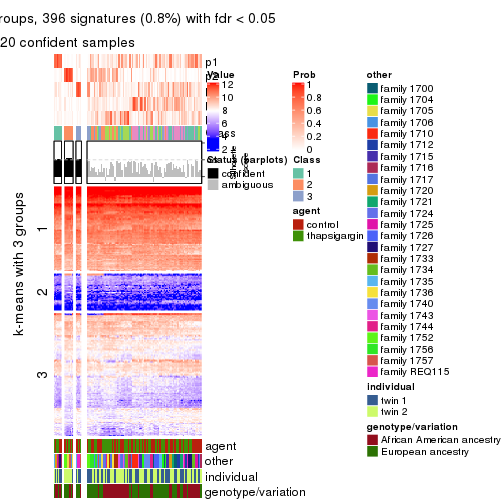 roups, 396 signatures (0.8%) with fdr < 0.05
20 confident samples
p1
p2
Class
Value
12
10
8
6
4
2
Prob
1
0.8
0.6
0.4
0.2
0
Status (barplots)
confident
ambiguous
Class
1
2
3
agent
control
thapsigargin
k-means with 3 groups
1
2
3
agent
other
individual
genotype/variation
other
family 1700
family 1704
family 1705
family 1706
family 1710
family 1712
family 1715
family 1716
family 1717
family 1720
family 1721
family 1724
family 1725
family 1726
family 1727
family 1733
family 1734
family 1735
family 1736
family 1740
family 1743
family 1744
family 1752
family 1756
family 1757
family REQ115
individual
twin 1
twin 2
genotype/variation
African American ancestry
European ancestry